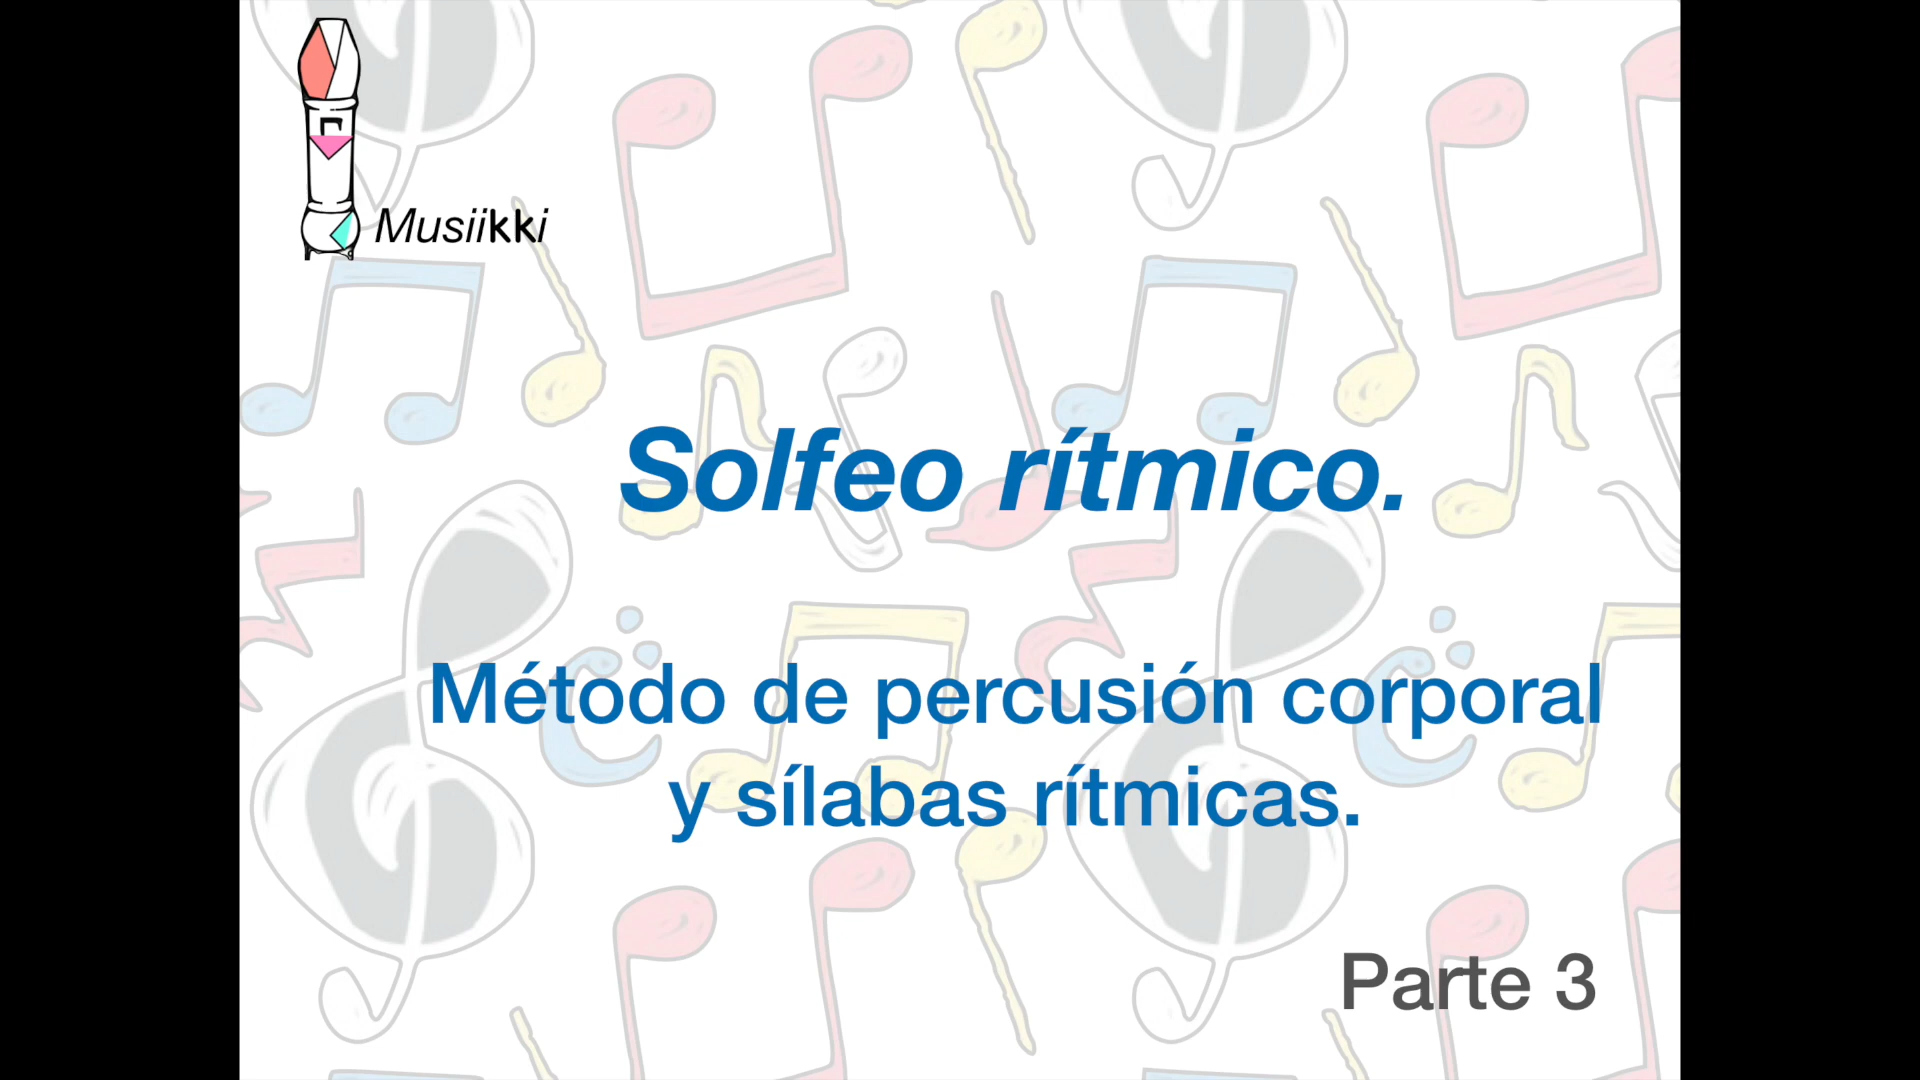 Musiikki
Solfeo rítmico.
Método de percusión corporal
y sílabas rítmicas.
Parte 3